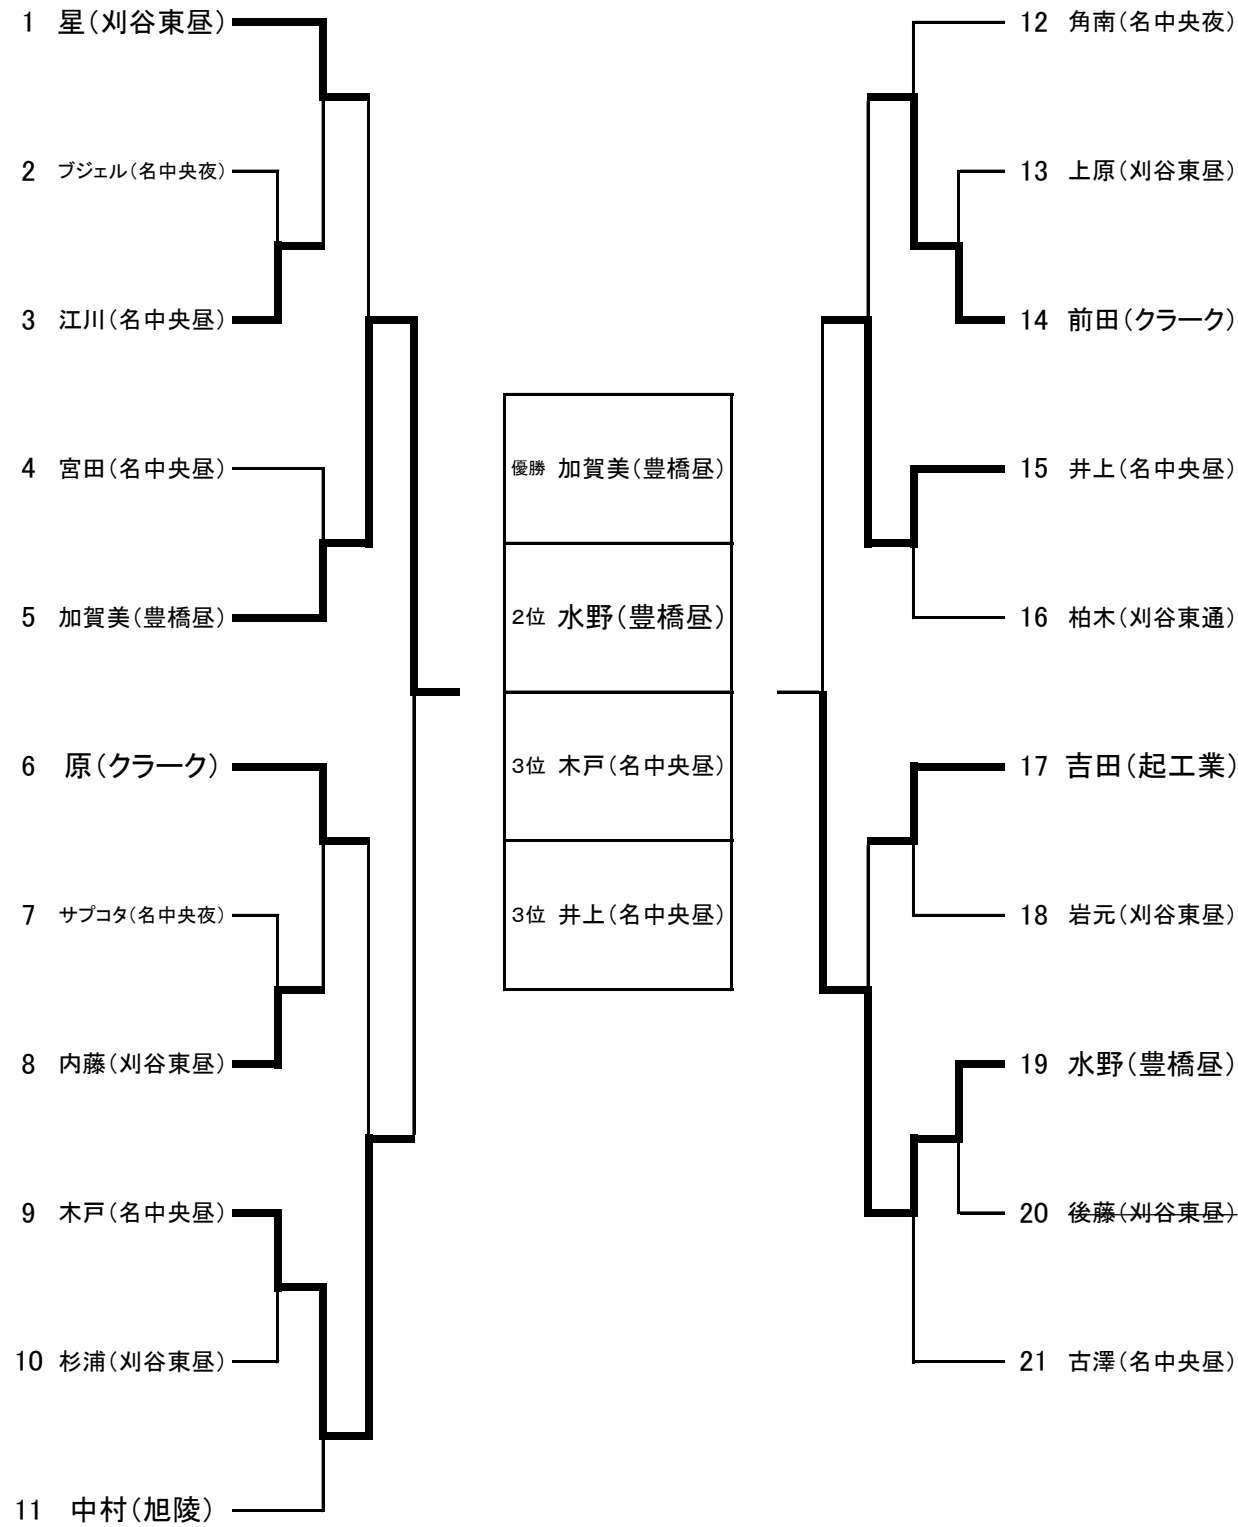 1 星(刈谷東昼)
2 ブジェル(名中央夜)
3 江川(名中央昼)
4 宮田(名中央昼)
5 加賀美(豊橋昼)
6 原(クラーク)
7 サプコタ(名中央夜)
8 内藤(刈谷東昼)
9 木戸(名中央昼)
10 杉浦(刈谷東昼)
11 中村(旭陵)
優勝 加賀美(豊橋昼)
2位 水野(豊橋昼)
3位 木戸(名中央昼)
3位 井上(名中央昼)
12 角南(名中央夜)
13 上原(刈谷東昼)
14 前田(クラーク)
15 井上(名中央昼)
16 柏木(刈谷東通)
17 吉田(起工業)
18 岩元(刈谷東昼)
19 水野(豊橋昼)
20 後藤(刈谷東昼)
21 古澤(名中央昼)